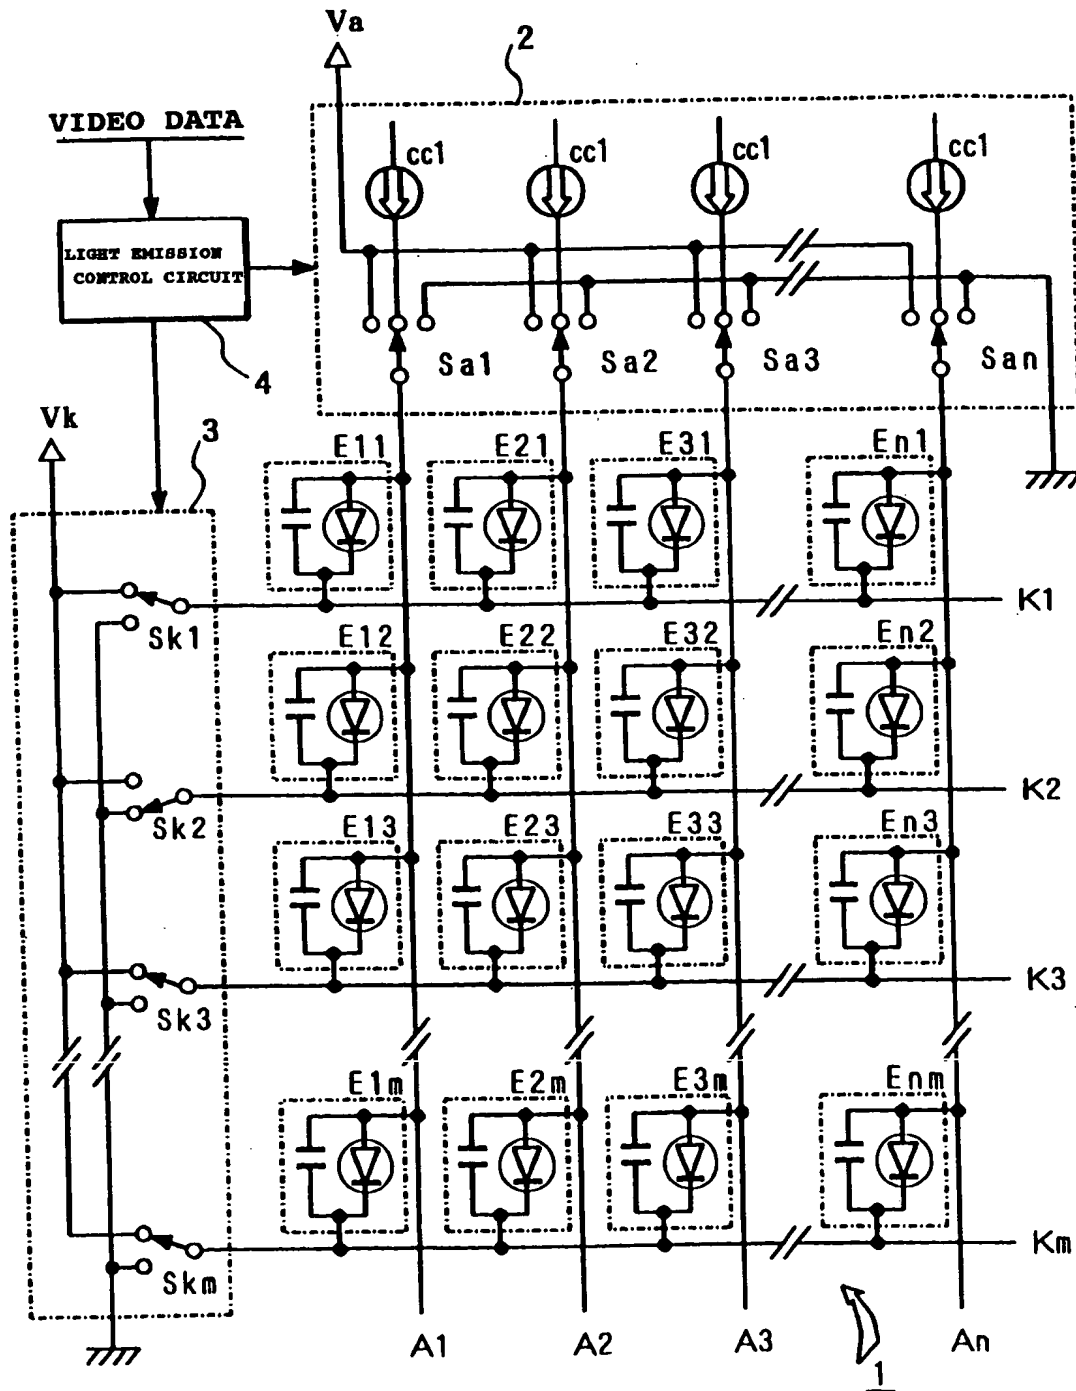 Va
2
VIDEO DATA
cc1 cc1 cc1 cc1
LIGHT EMISSION
CONTROL CIRCUIT
4
Sa1 Sa2 Sa3 San
Vk
3
E11 E21 E31 En1
K1
Sk1
E12 E22 E32 En2
K2
Sk2
E13 E23 E33 En3
K3
Sk3
E1m E2m E3m Enm
Km
Skm
A1 A2 A3 An
1